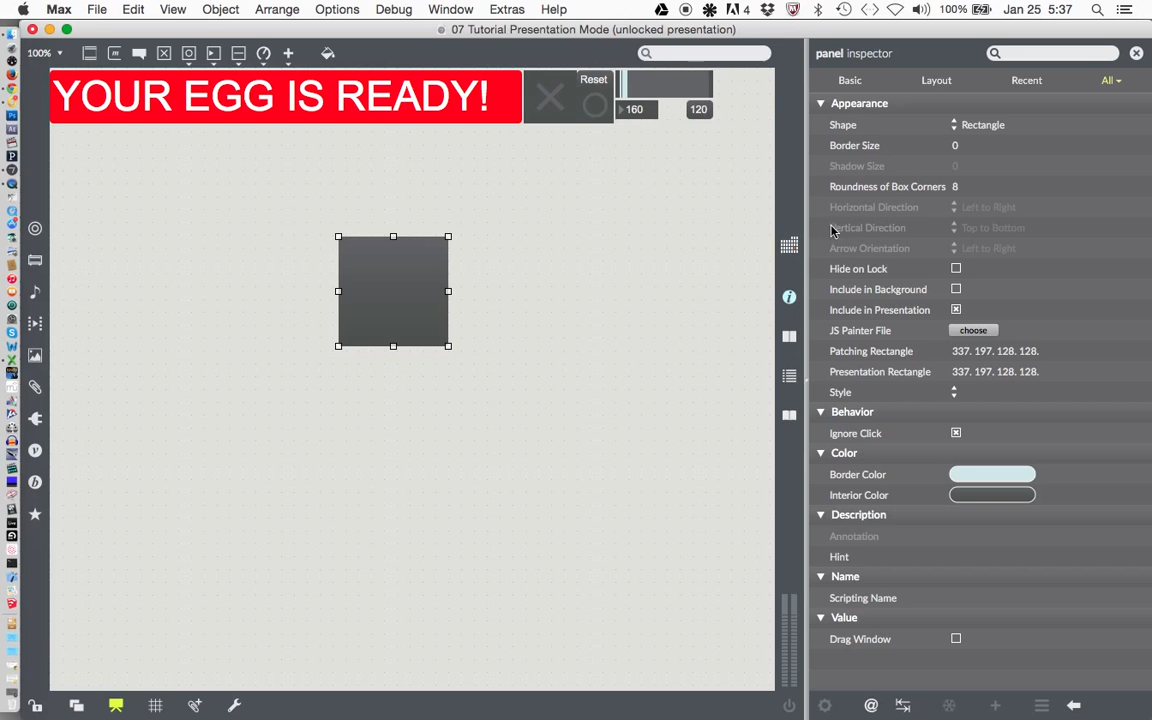 Max File Edit View Object Arrange Options Debug Window Extras Help 4 100% Jan 25 5:37
07 Tutorial Presentation Mode (unlocked presentation)
100%
panel inspector
Basic Layout Recent All
YOUR EGG IS READY!
Reset
160
120
Appearance
Shape Rectangle
Border Size 0
Shadow Size 0
Roundness of Box Corners 8
Horizontal Direction Left to Right
Vertical Direction Top to Bottom
Arrow Orientation Left to Right
Hide on Lock
Include in Background
Include in Presentation
JS Painter File choose
Patching Rectangle 337. 197. 128. 128.
Presentation Rectangle 337. 197. 128. 128.
Style
Behavior
Ignore Click
Color
Border Color
Interior Color
Description
Annotation
Hint
Name
Scripting Name
Value
Drag Window